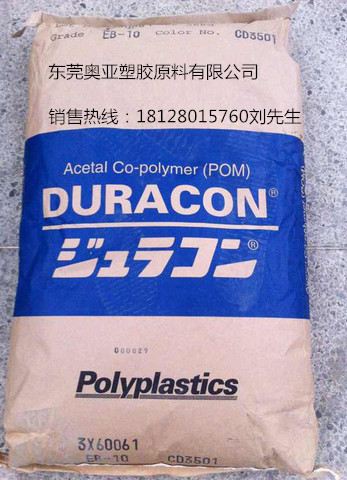 Grade EB-10 Color No. CD3501
东莞奥亚塑胶原料有限公司
销售热线：18128015760刘先生
Acetal Co-polymer (POM)
DURACON®
ジュラコン®
Polyplastics
3X60061
EB-10 CD3501